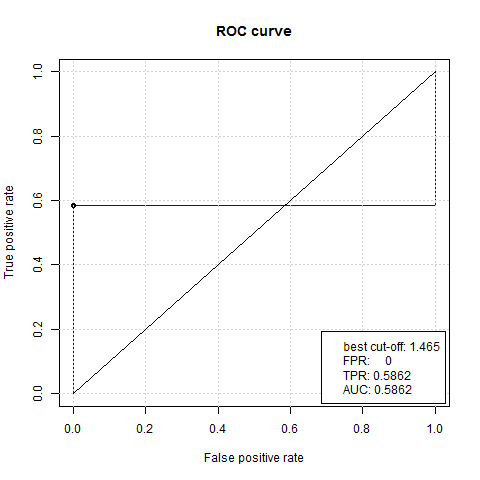 ROC curve
True positive rate
1.0
0.8
0.6
0.4
0.2
0.0
best cut-off: 1.465
FPR: 0
TPR: 0.5862
AUC: 0.5862
0.0 0.2 0.4 0.6 0.8 1.0
False positive rate